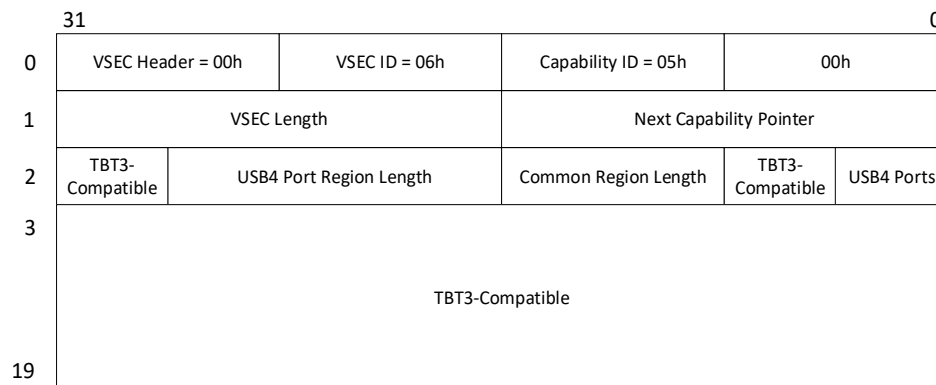 31 0
0 VSEC Header = 00h VSEC ID = 06h Capability ID = 05h 00h
1 VSEC Length Next Capability Pointer
2 TBT3-Compatible USB4 Port Region Length Common Region Length TBT3-Compatible USB4 Ports
3
TBT3-Compatible
19